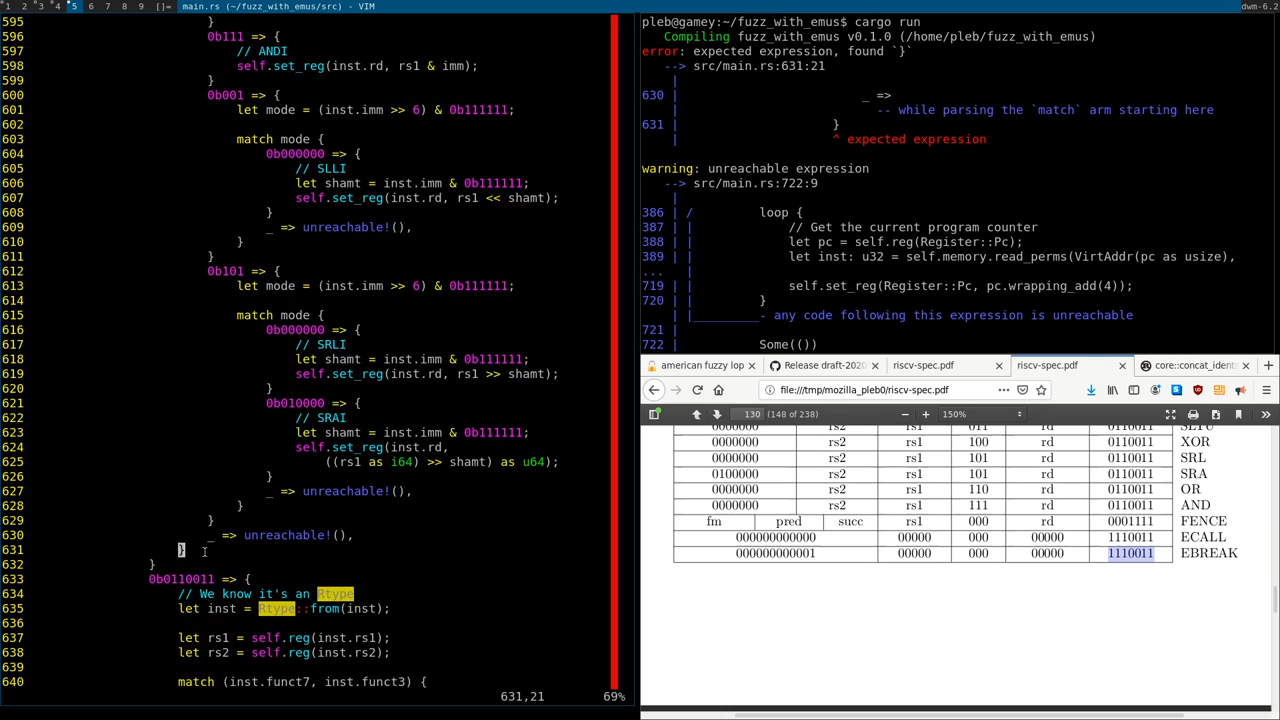 1 2 3 4 5 6 7 8 9 []= main.rs (~/fuzz_with_emus/src) - VIM dwm-6.2
595 }
596 0b111 => {
597 // ANDI
598 self.set_reg(inst.rd, rs1 & imm);
599 }
600 0b001 => {
601 let mode = (inst.imm >> 6) & 0b111111;
602
603 match mode {
604 0b000000 => {
605 // SLLI
606 let shamt = inst.imm & 0b111111;
607 self.set_reg(inst.rd, rs1 << shamt);
608 }
609 _ => unreachable!(),
610 }
611 }
612 0b101 => {
613 let mode = (inst.imm >> 6) & 0b111111;
614
615 match mode {
616 0b000000 => {
617 // SRLI
618 let shamt = inst.imm & 0b111111;
619 self.set_reg(inst.rd, rs1 >> shamt);
620 }
621 0b010000 => {
622 // SRAI
623 let shamt = inst.imm & 0b111111;
624 self.set_reg(inst.rd,
625 ((rs1 as i64) >> shamt) as u64);
626 }
627 _ => unreachable!(),
628 }
629 }
630 _ => unreachable!(),
631 }
632 }
633 0b0110011 => {
634 // We know it's an Rtype
635 let inst = Rtype::from(inst);
636
637 let rs1 = self.reg(inst.rs1);
638 let rs2 = self.reg(inst.rs2);
639
640 match (inst.funct7, inst.funct3) {
631,21 69%
pleb@gamey:~/fuzz_with_emus$ cargo run
Compiling fuzz_with_emus v0.1.0 (/home/pleb/fuzz_with_emus)
error: expected expression, found `}`
--> src/main.rs:631:21
|
630 | _ =>
| -- while parsing the `match` arm starting here
631 | }
| ^ expected expression
warning: unreachable expression
--> src/main.rs:722:9
|
386 | / loop {
387 | | // Get the current program counter
388 | | let pc = self.reg(Register::Pc);
389 | | let inst: u32 = self.memory.read_perms(VirtAddr(pc as usize),
... |
719 | | self.set_reg(Register::Pc, pc.wrapping_add(4));
720 | | }
| |_________- any code following this expression is unreachable
721 |
722 | Some(())
american fuzzy lop Release draft-2020 riscv-spec.pdf riscv-spec.pdf core::concat_idents
file:///tmp/mozilla_pleb0/riscv-spec.pdf
130 (148 of 238) 150%
0000000 rs2 rs1 011 rd 0110011 SLTU
0000000 rs2 rs1 100 rd 0110011 XOR
0000000 rs2 rs1 101 rd 0110011 SRL
0100000 rs2 rs1 101 rd 0110011 SRA
0000000 rs2 rs1 110 rd 0110011 OR
0000000 rs2 rs1 111 rd 0110011 AND
fm pred succ rs1 000 rd 0001111 FENCE
000000000000 00000 000 00000 1110011 ECALL
000000000001 00000 000 00000 1110011 EBREAK